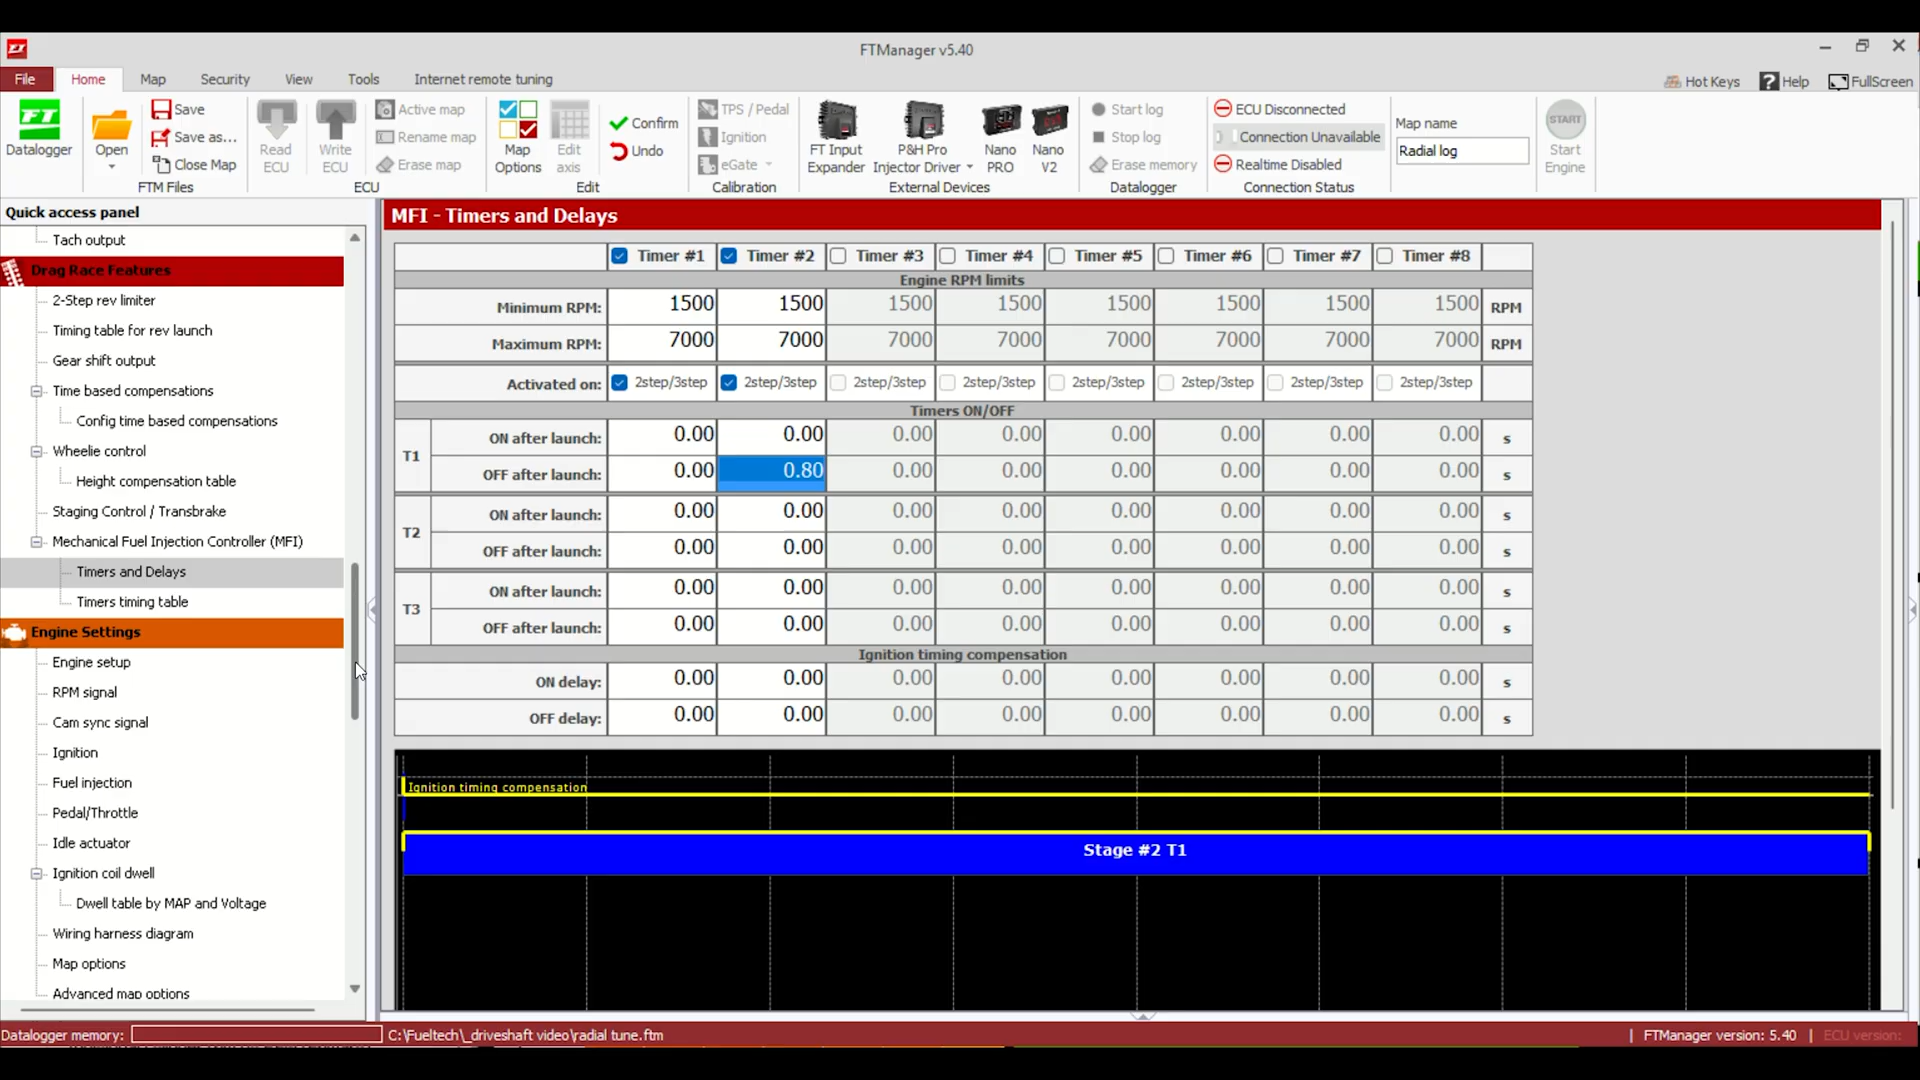 FTManager v5.40
File Home Map Security View Tools Internet remote tuning Hot Keys Help FullScreen
FT Datalogger
Open
Save
Save as...
Close Map
FTM Files
Read ECU
Write ECU
Active map
Rename map
Erase map
ECU
Map Options
Edit axis
Confirm
Undo
Edit
TPS / Pedal
Ignition
eGate
Calibration
FT Input Expander
P&H Pro Injector Driver
Nano PRO
Nano V2
External Devices
Start log
Stop log
Erase memory
Datalogger
ECU Disconnected
Connection Unavailable
Realtime Disabled
Connection Status
Map name
Radial log
START
Start Engine
Quick access panel
Tach output
Drag Race Features
2-Step rev limiter
Timing table for rev launch
Gear shift output
Time based compensations
Config time based compensations
Wheelie control
Height compensation table
Staging Control / Transbrake
Mechanical Fuel Injection Controller (MFI)
Timers and Delays
Timers timing table
Engine Settings
Engine setup
RPM signal
Cam sync signal
Ignition
Fuel injection
Pedal/Throttle
Idle actuator
Ignition coil dwell
Dwell table by MAP and Voltage
Wiring harness diagram
Map options
Advanced map options
MFI - Timers and Delays
Timer #1 Timer #2 Timer #3 Timer #4 Timer #5 Timer #6 Timer #7 Timer #8
Engine RPM limits
Minimum RPM: 1500 1500 1500 1500 1500 1500 1500 1500 RPM
Maximum RPM: 7000 7000 7000 7000 7000 7000 7000 7000 RPM
Activated on: 2step/3step 2step/3step 2step/3step 2step/3step 2step/3step 2step/3step 2step/3step 2step/3step
Timers ON/OFF
T1
ON after launch: 0.00 0.00 0.00 0.00 0.00 0.00 0.00 0.00 s
OFF after launch: 0.00 0.80 0.00 0.00 0.00 0.00 0.00 0.00 s
T2
ON after launch: 0.00 0.00 0.00 0.00 0.00 0.00 0.00 0.00 s
OFF after launch: 0.00 0.00 0.00 0.00 0.00 0.00 0.00 0.00 s
T3
ON after launch: 0.00 0.00 0.00 0.00 0.00 0.00 0.00 0.00 s
OFF after launch: 0.00 0.00 0.00 0.00 0.00 0.00 0.00 0.00 s
Ignition timing compensation
ON delay: 0.00 0.00 0.00 0.00 0.00 0.00 0.00 0.00 s
OFF delay: 0.00 0.00 0.00 0.00 0.00 0.00 0.00 0.00 s
Ignition timing compensation
Stage #2 T1
Datalogger memory: C:\Fueltech\_driveshaft video\radial tune.ftm | FTManager version: 5.40 | ECU version: